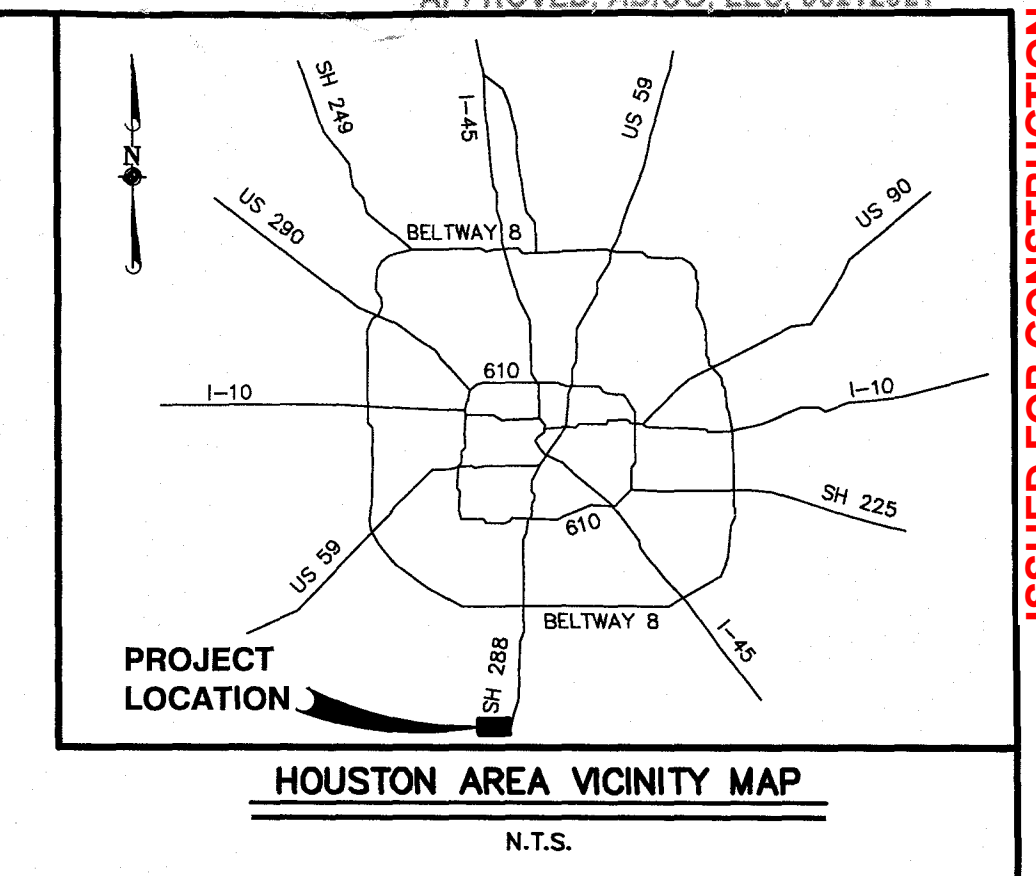 SH 249
I-45
US 59
N
US 90
US 290
BELTWAY 8
610
I-10
I-10
SH 225
610
US 59
BELTWAY 8
I-45
PROJECT
LOCATION
SH 288
HOUSTON AREA VICINITY MAP
N.T.S.
ISSUED FOR CONSTRUCTION